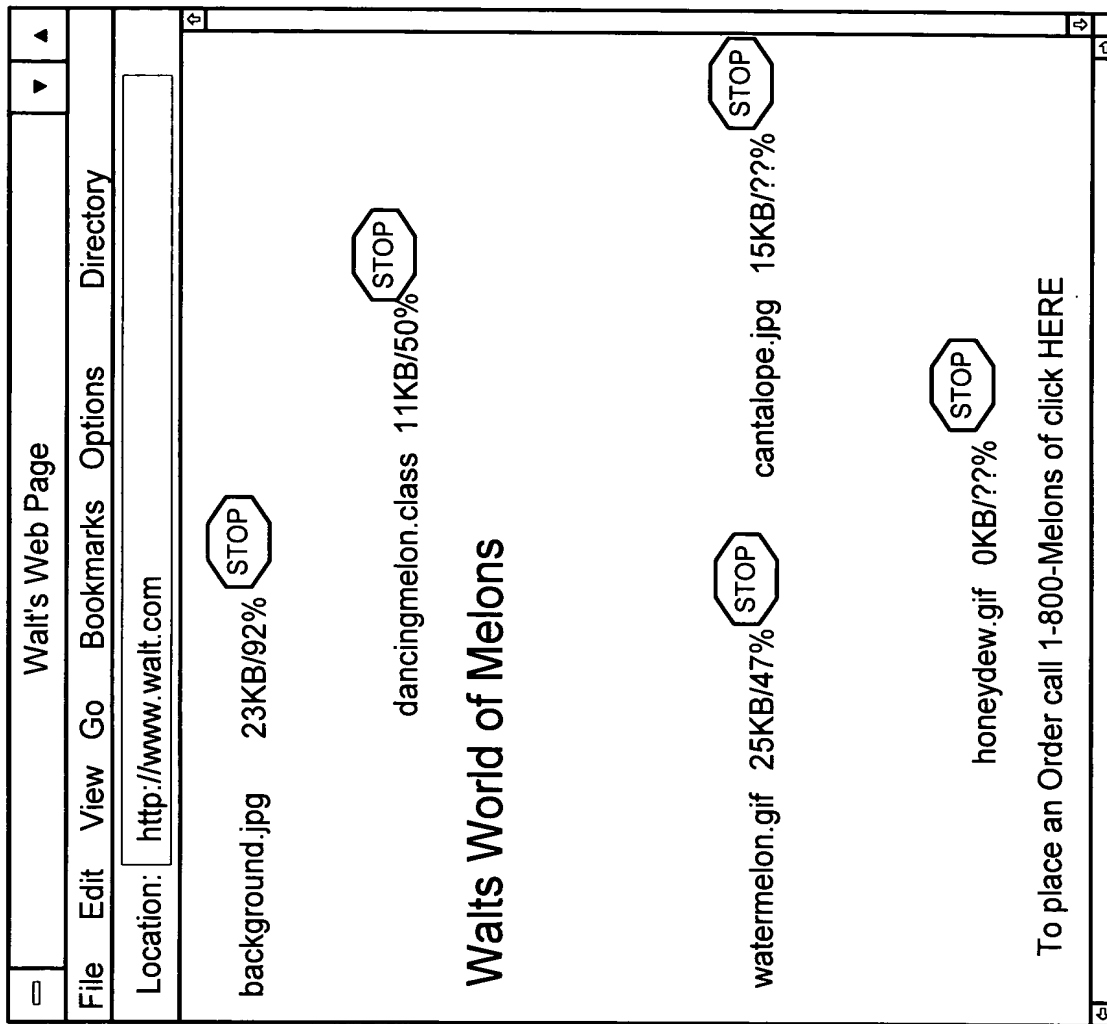 Walt's Web Page
File Edit View Go Bookmarks Options Directory
Location: http://www.walt.com
background.jpg 23KB/92% STOP
dancingmelon.class 11KB/50% STOP
Walts World of Melons
watermelon.gif 25KB/47% STOP cantalope.jpg 15KB/??% STOP
honeydew.gif 0KB/??% STOP
To place an Order call 1-800-Melons of click HERE